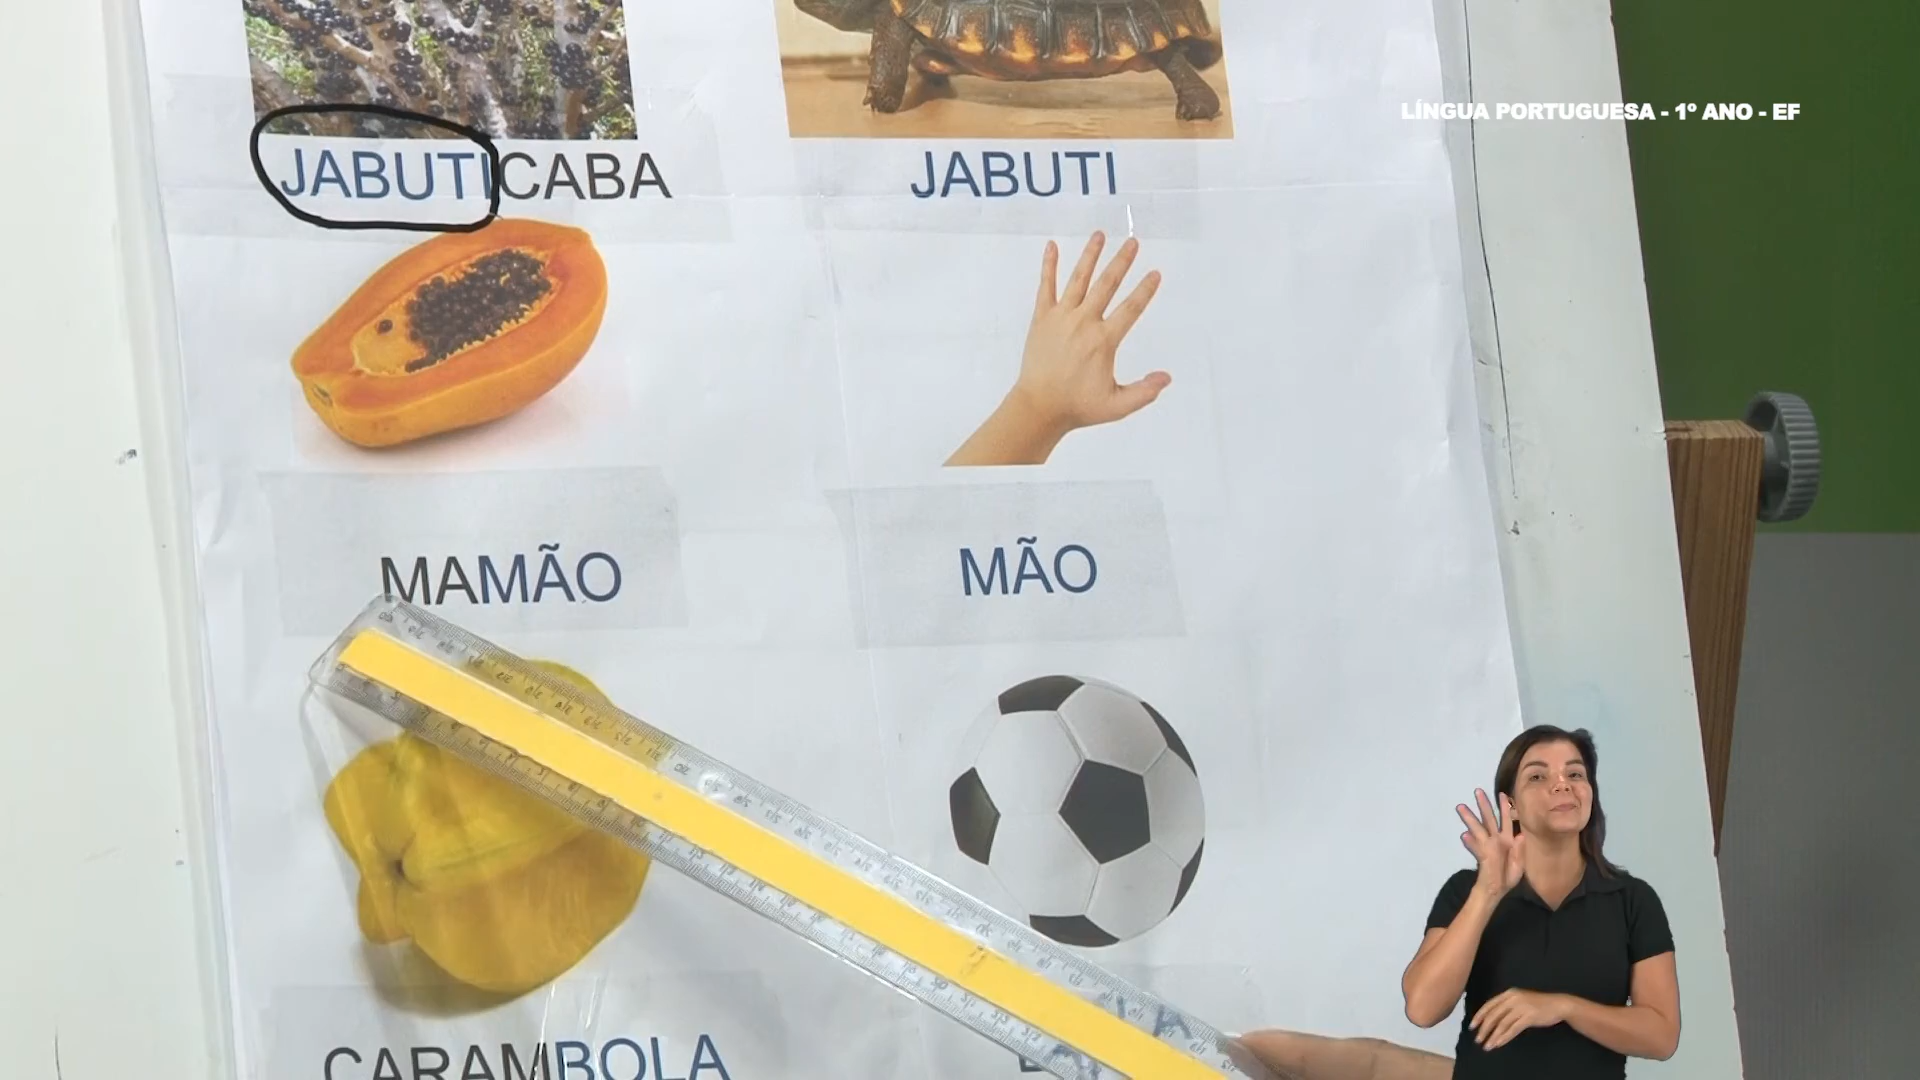 LÍNGUA PORTUGUESA - 1º ANO - EF
JABUTICABA
JABUTI
MAMÃO
MÃO
CARAMBOLA